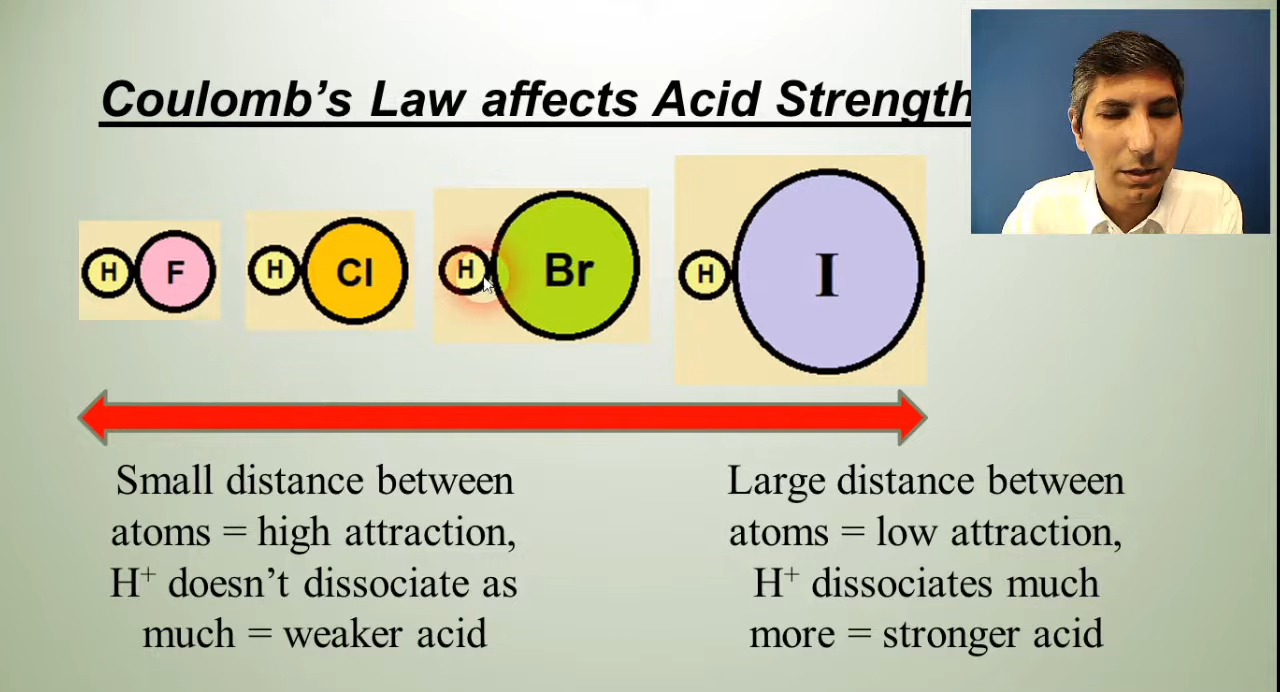 Coulomb's Law affects Acid Strength
H F H Cl H Br H I
Small distance between
atoms = high attraction,
H⁺ doesn't dissociate as
much = weaker acid
Large distance between
atoms = low attraction,
H⁺ dissociates much
more = stronger acid